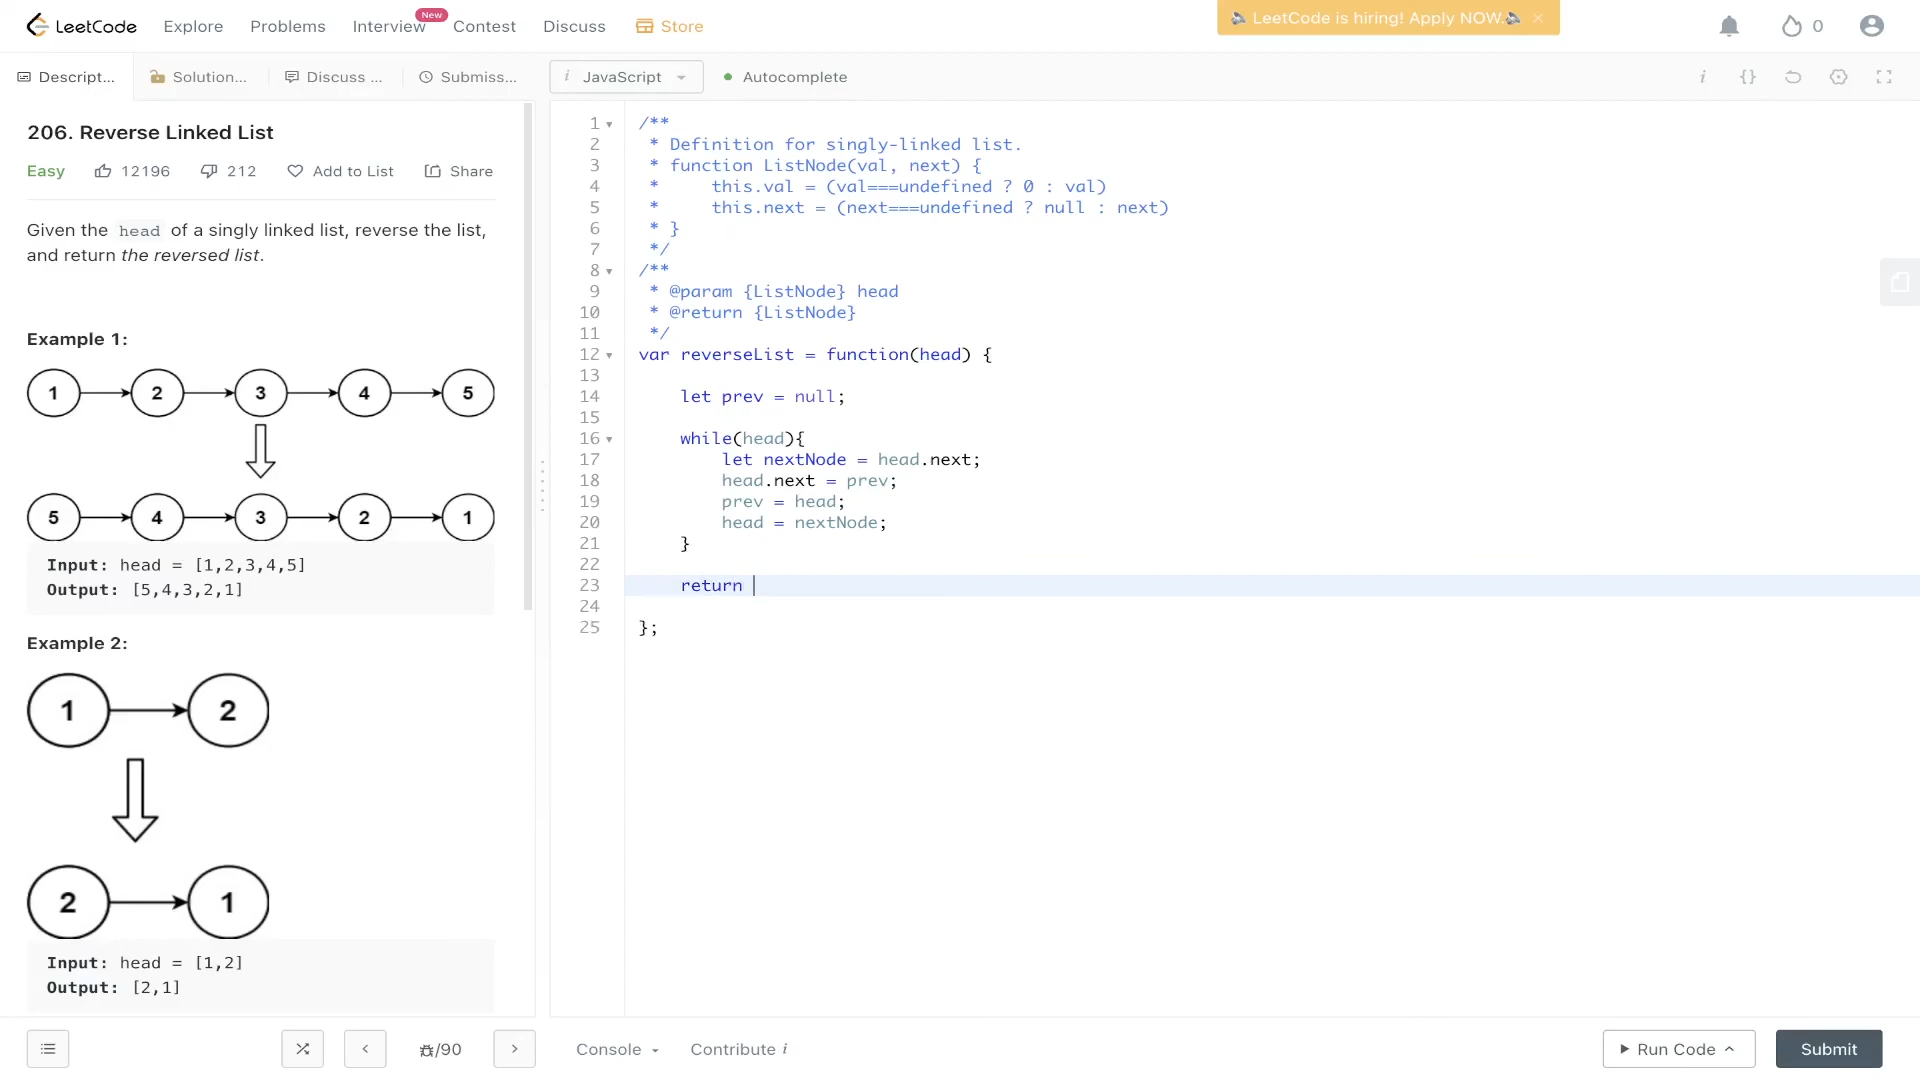 LeetCode Explore Problems Interview New Contest Discuss Store LeetCode is hiring! Apply NOW. × 0
Descript... Solution... Discuss ... Submiss... i JavaScript Autocomplete i {}
206. Reverse Linked List
Easy 12196 212 Add to List Share
Given the head of a singly linked list, reverse the list,
and return the reversed list.
Example 1:
1 2 3 4 5
5 4 3 2 1
Input: head = [1,2,3,4,5]
Output: [5,4,3,2,1]
Example 2:
1 2
2 1
Input: head = [1,2]
Output: [2,1]
1 /**
2  * Definition for singly-linked list.
3  * function ListNode(val, next) {
4  *     this.val = (val===undefined ? 0 : val)
5  *     this.next = (next===undefined ? null : next)
6  * }
7  */
8 /**
9  * @param {ListNode} head
10  * @return {ListNode}
11  */
12 var reverseList = function(head) {
13
14     let prev = null;
15
16     while(head){
17         let nextNode = head.next;
18         head.next = prev;
19         prev = head;
20         head = nextNode;
21     }
22
23     return
24
25 };
/90 Console Contribute i Run Code Submit